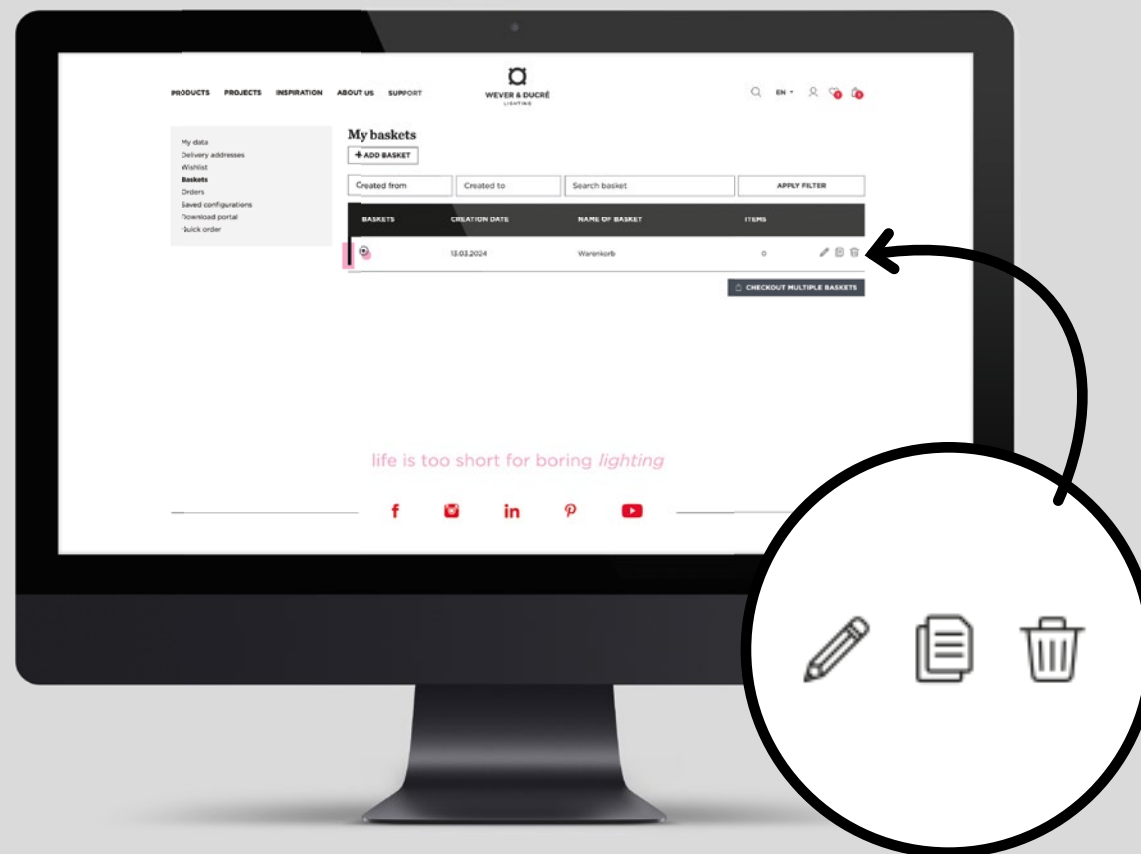 PRODUCTS PROJECTS INSPIRATION ABOUT US SUPPORT
WEVER & DUCRÉ
LIGHTING
EN
My data
Delivery addresses
Wishlist
Baskets
Orders
Saved configurations
Download portal
Quick order
My baskets
+ ADD BASKET
Created from Created to Search basket APPLY FILTER
BASKETS CREATION DATE NAME OF BASKET ITEMS
13.03.2024 Warenkorb 0
CHECKOUT MULTIPLE BASKETS
life is too short for boring lighting